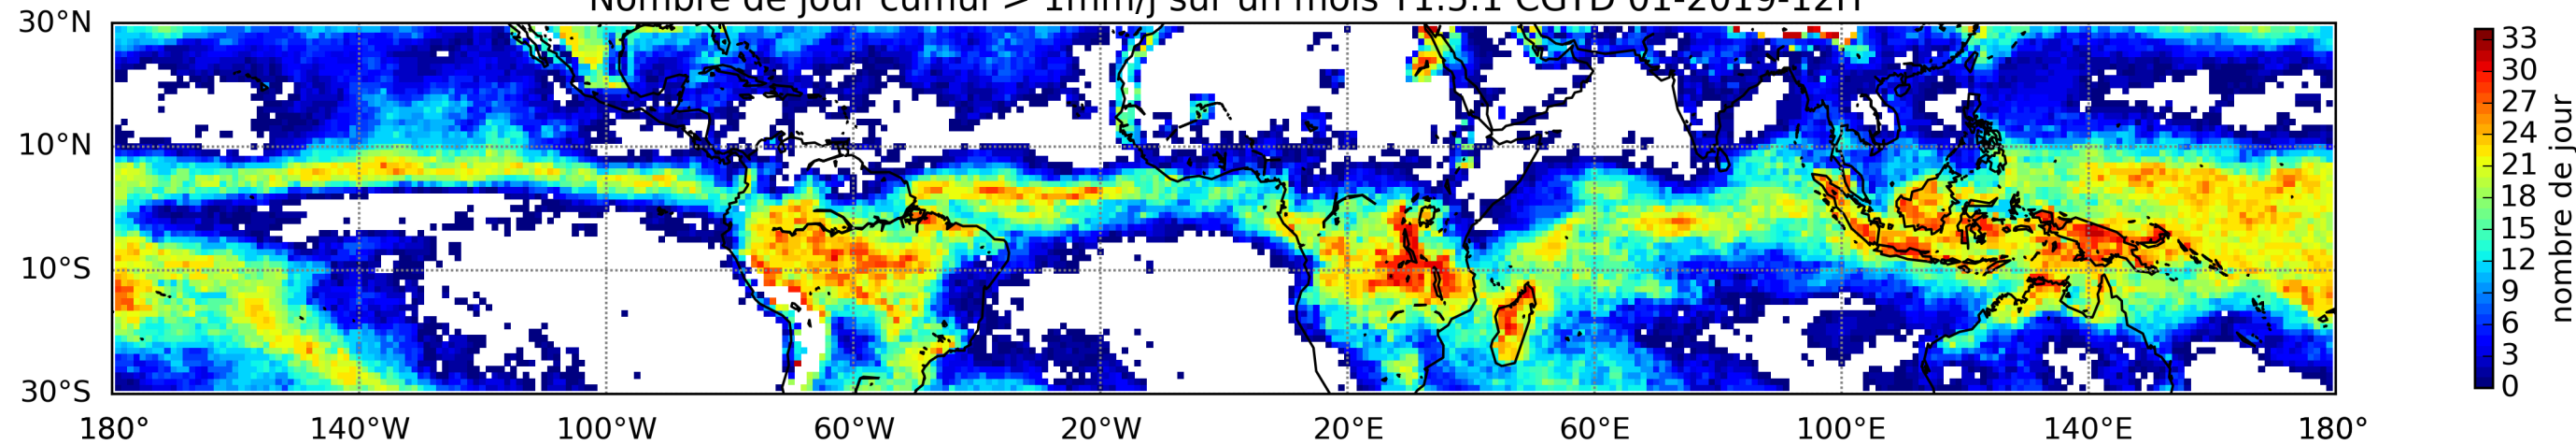 Nombre de jour cumul > 1mm/j sur un mois T1.5.1 CGTD 01-2019-12H
30°N
10°N
10°S
30°S
180° 140°W 100°W 60°W 20°W 20°E 60°E 100°E 140°E 180°
33
30
27
24
21
18
15
12
9
6
3
0
nombre de jour